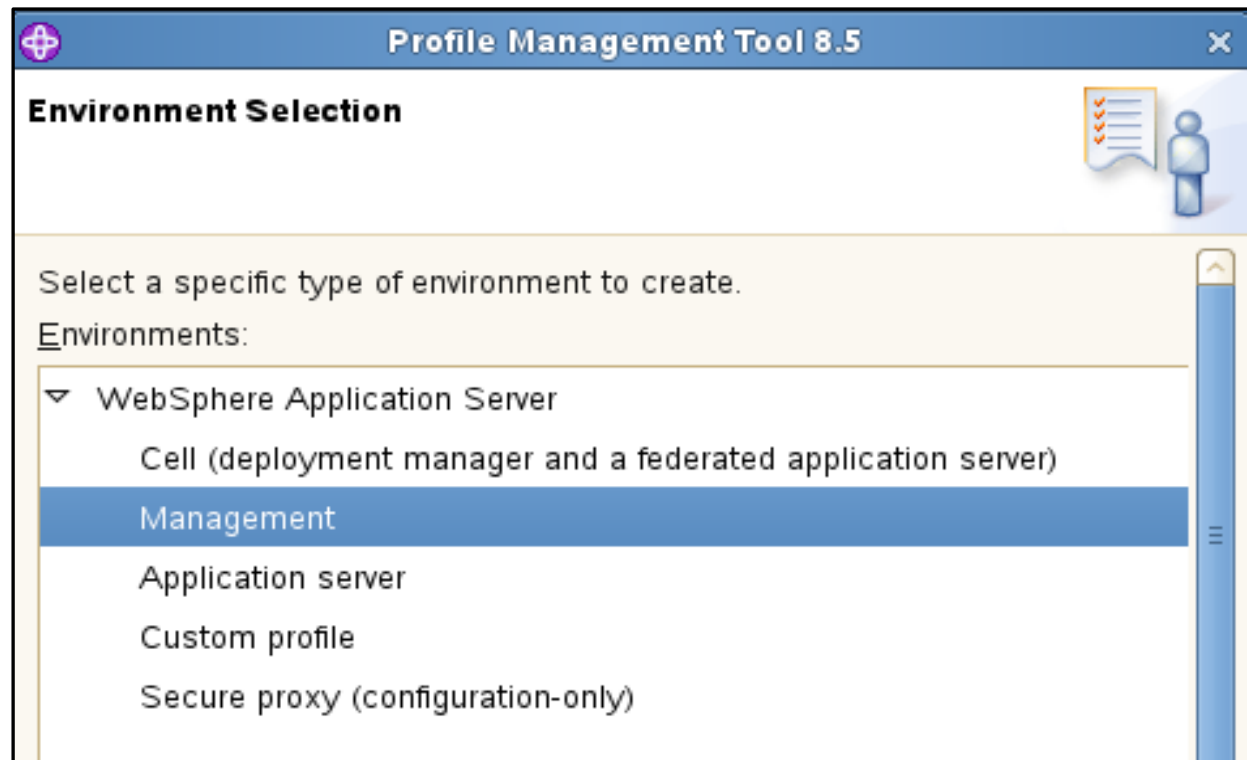 Profile Management Tool 8.5
Environment Selection
Select a specific type of environment to create.
Environments:
WebSphere Application Server
Cell (deployment manager and a federated application server)
Management
Application server
Custom profile
Secure proxy (configuration-only)